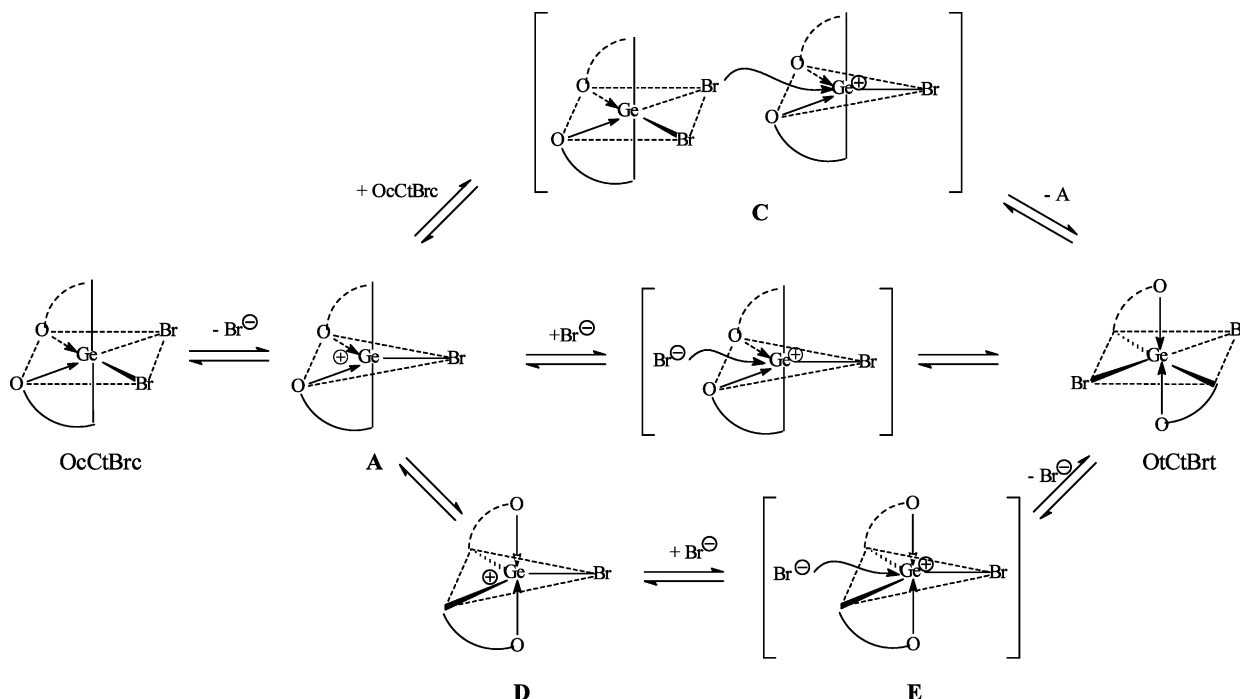 O Ge Br Br O
O Ge⊕ Br O
C
+ OcCtBrc
- A
O Ge Br O Br
OcCtBrc
- Br⊖
O ⊕ Ge Br O
A
+Br⊖
Br⊖ O Ge⊕ Br O
O Br Ge Br O
OtCtBrt
O ⊕ Ge Br O
D
+ Br⊖
Br⊖ O Ge⊕ Br O
E
- Br⊖